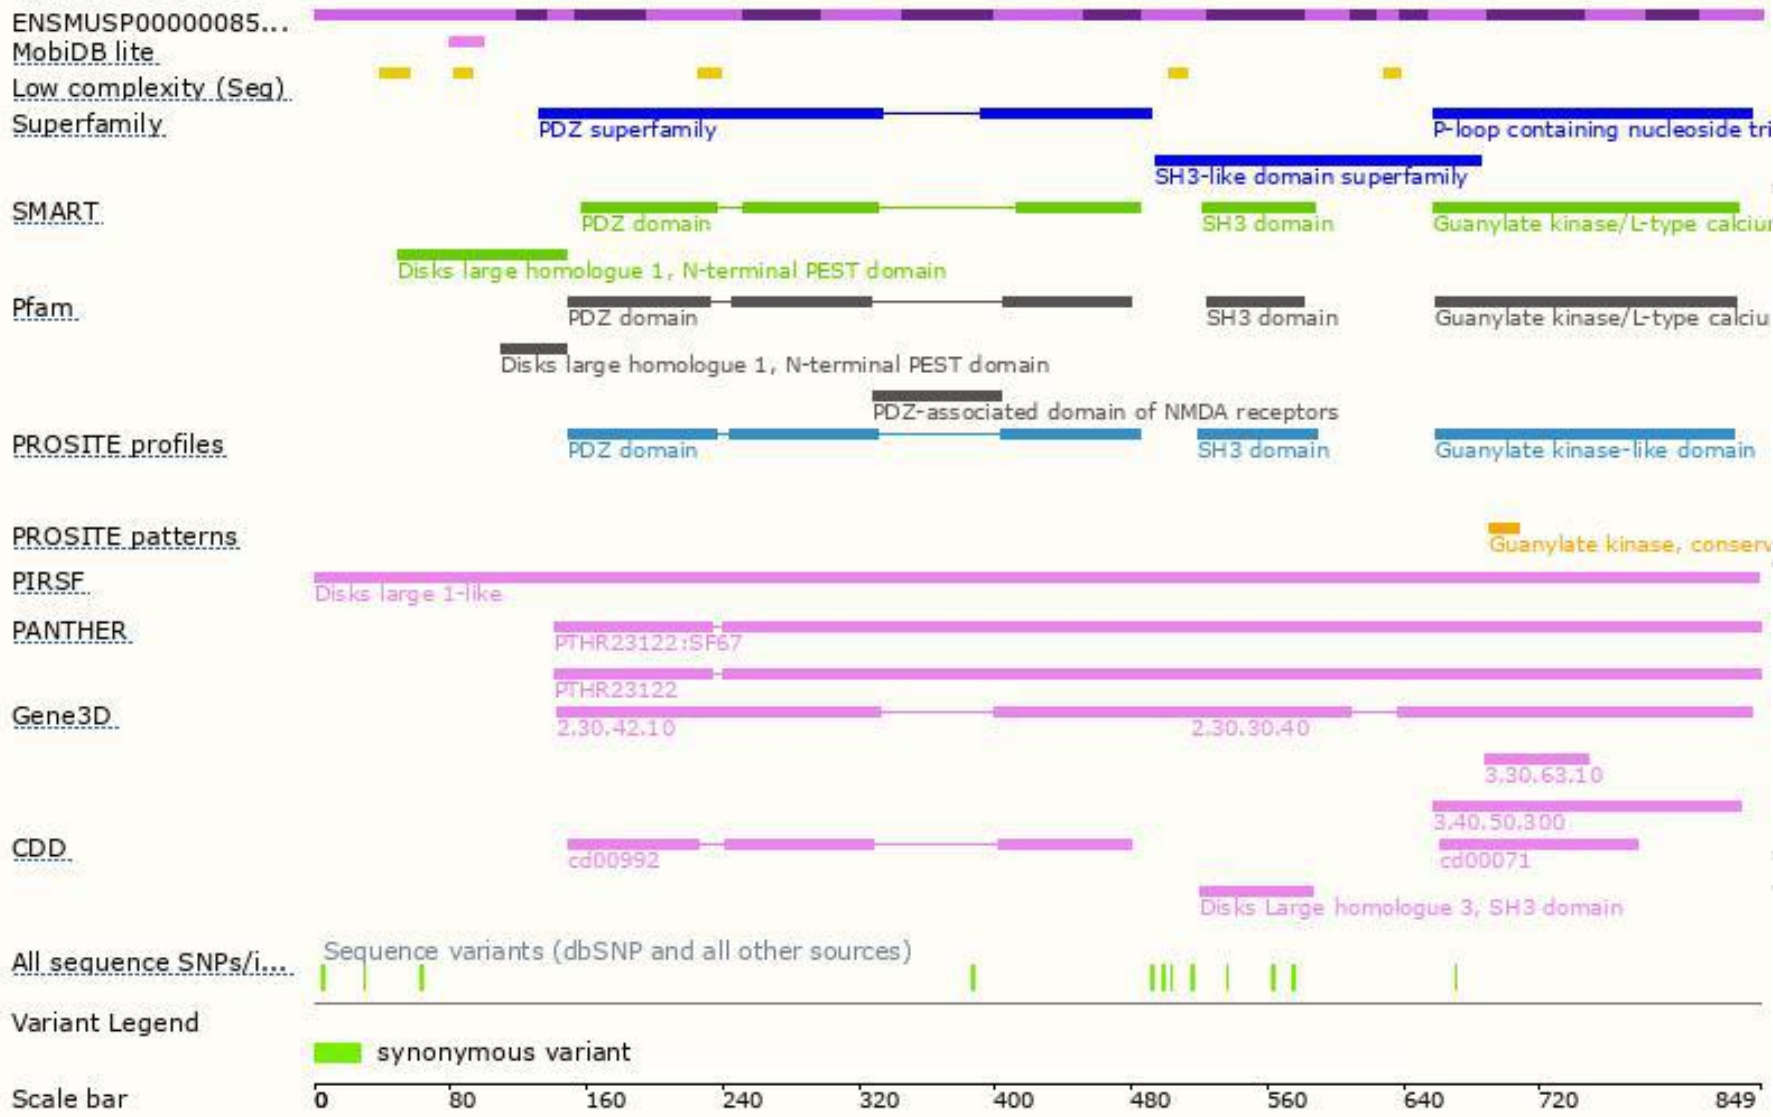 ENSMUSP00000085...
MobiDB lite
Low complexity (Seg)
Superfamily
PDZ superfamily
P-loop containing nucleoside tri
SH3-like domain superfamily
SMART
PDZ domain
SH3 domain
Guanylate kinase/L-type calciu
Disks large homologue 1, N-terminal PEST domain
Pfam
PDZ domain
SH3 domain
Guanylate kinase/L-type calciu
Disks large homologue 1, N-terminal PEST domain
PDZ-associated domain of NMDA receptors
PROSITE profiles
PDZ domain
SH3 domain
Guanylate kinase-like domain
PROSITE patterns
Guanylate kinase, conserv
PIRSF
Disks large 1-like
PANTHER
PTHR23122:SF67
PTHR23122
Gene3D
2.30.42.10
2.30.30.40
3.30.63.10
3.40.50.300
CDD
cd00992
cd00071
Disks Large homologue 3, SH3 domain
All sequence SNPs/i...
Sequence variants (dbSNP and all other sources)
Variant Legend
synonymous variant
Scale bar
0 80 160 240 320 400 480 560 640 720 849